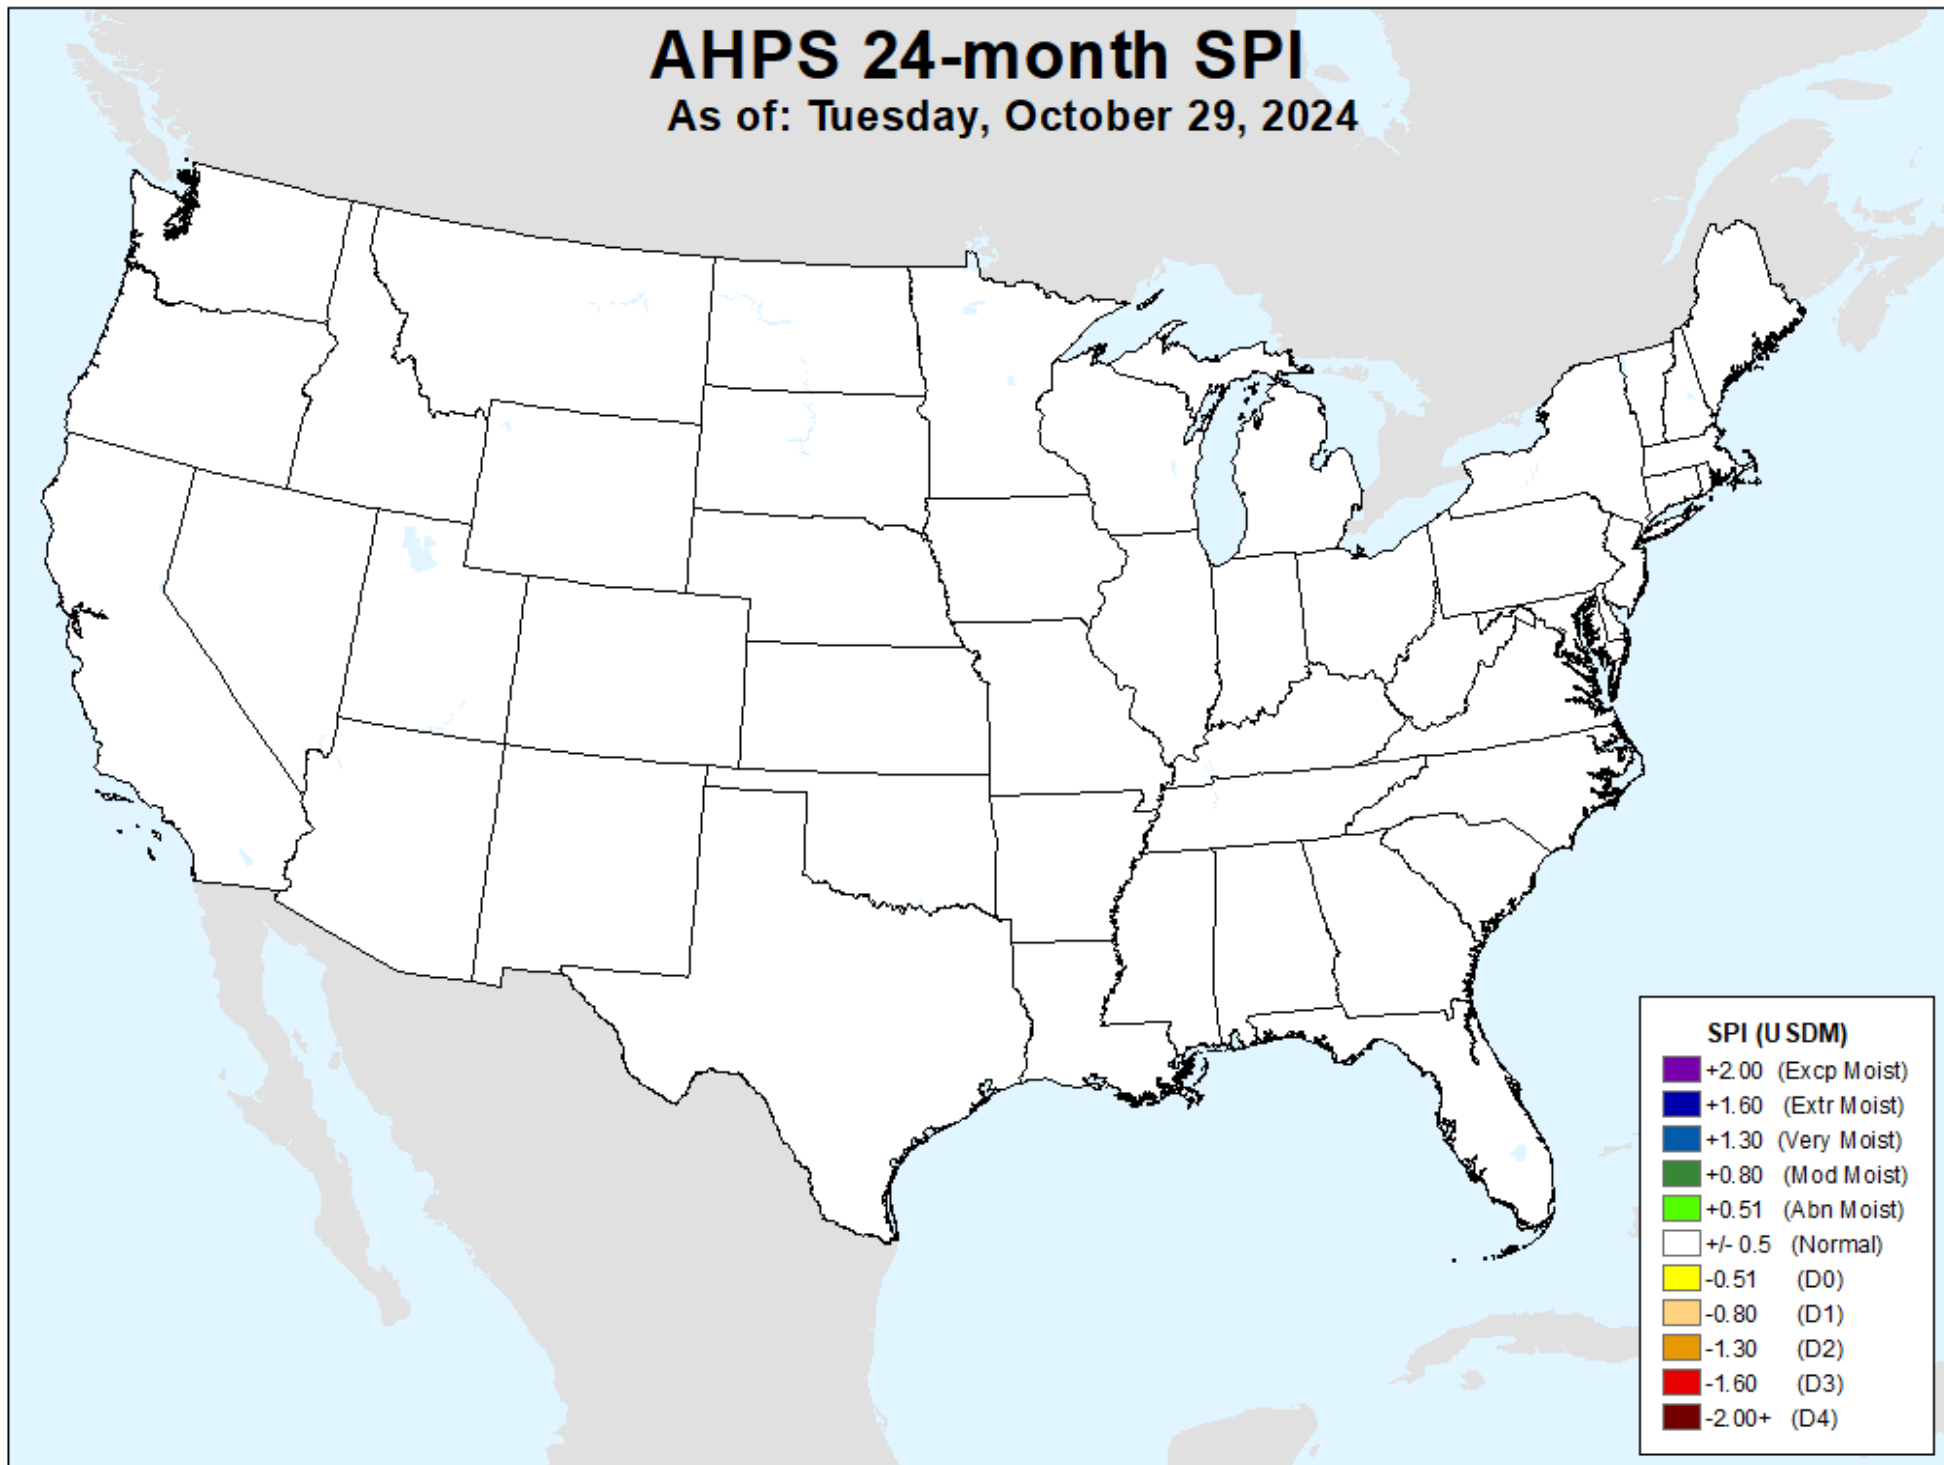 AHPS 24-month SPI
As of: Tuesday, October 29, 2024
SPI (USDM)
+2.00 (Excp Moist)
+1.60 (Extr Moist)
+1.30 (Very Moist)
+0.80 (Mod Moist)
+0.51 (Abn Moist)
+/- 0.5 (Normal)
-0.51 (D0)
-0.80 (D1)
-1.30 (D2)
-1.60 (D3)
-2.00+ (D4)